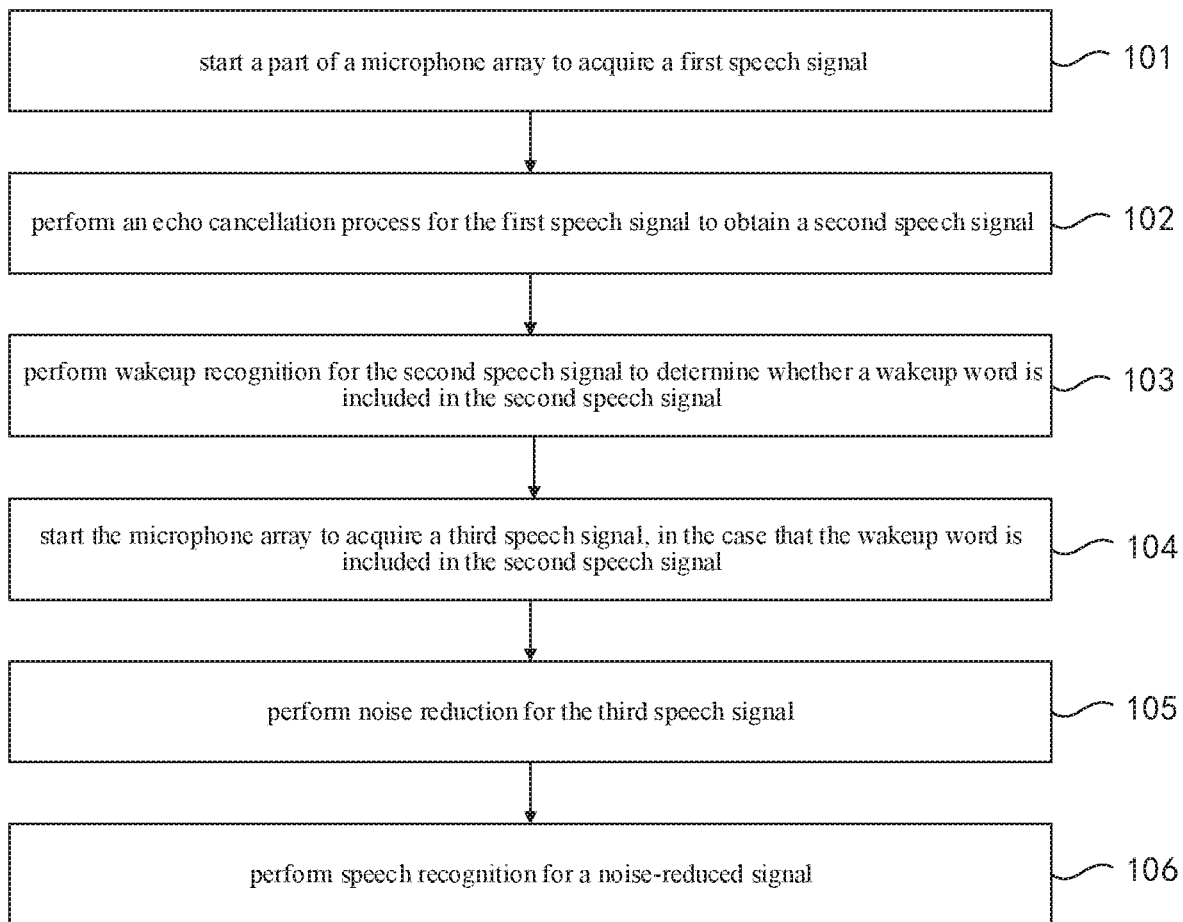 start a part of a microphone array to acquire a first speech signal
101
perform an echo cancellation process for the first speech signal to obtain a second speech signal
102
perform wakeup recognition for the second speech signal to determine whether a wakeup word is
included in the second speech signal
103
start the microphone array to acquire a third speech signal, in the case that the wakeup word is
included in the second speech signal
104
perform noise reduction for the third speech signal
105
perform speech recognition for a noise-reduced signal
106